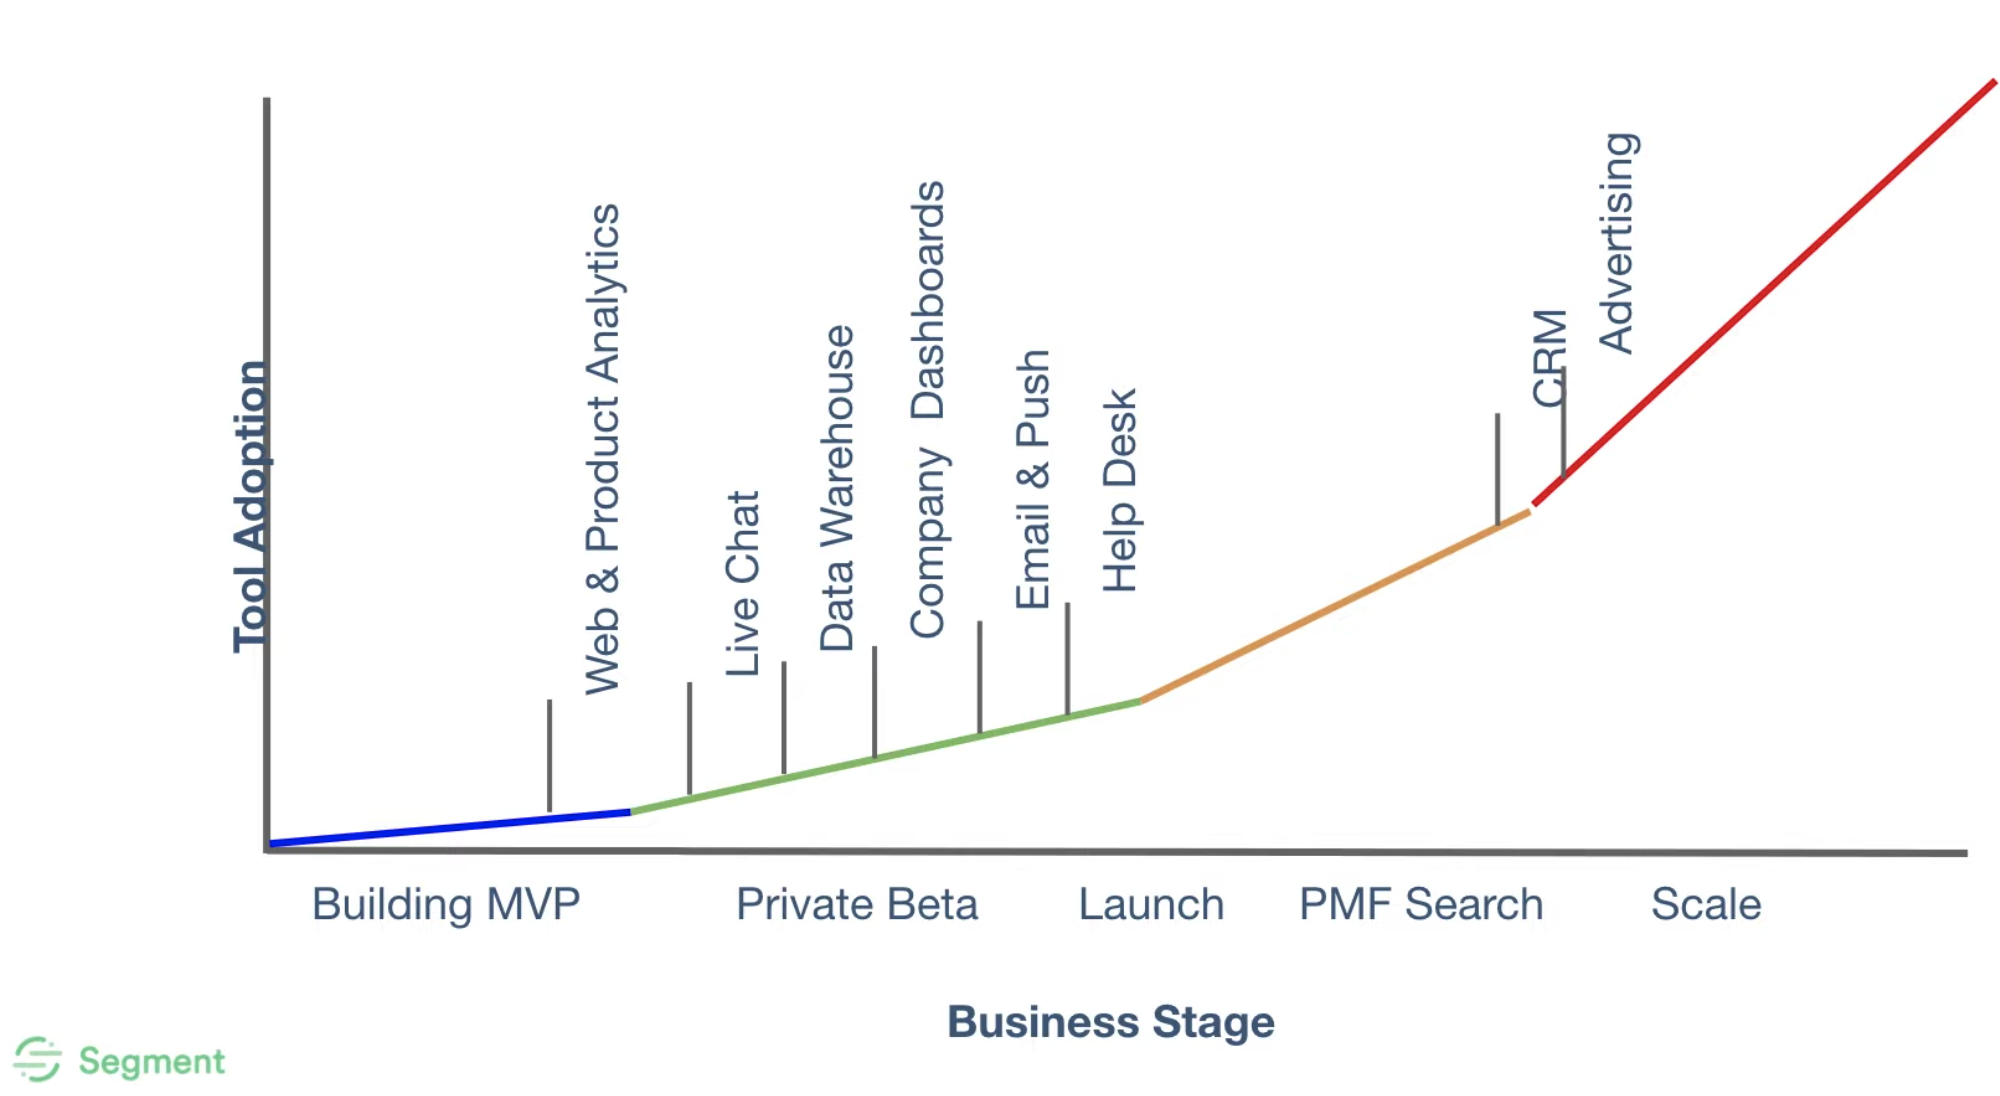 Tool Adoption
Web & Product Analytics
Live Chat
Data Warehouse
Company Dashboards
Email & Push
Help Desk
CRM
Advertising
Building MVP
Private Beta
Launch
PMF Search
Scale
Business Stage
Segment